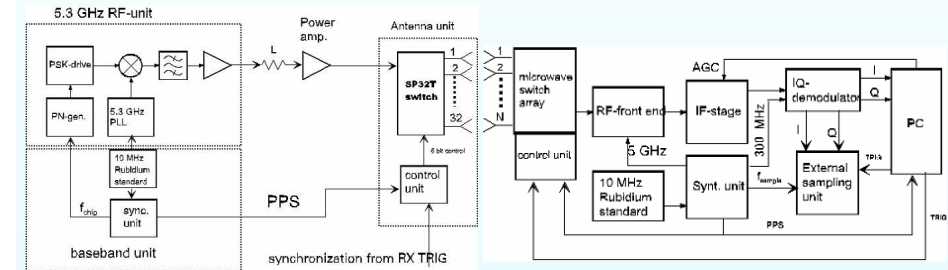 5.3 GHz RF-unit
PSK-drive
PN-gen.
5.3 GHz
PLL
10 MHz
Rubidium
standard
f chip
sync.
unit
baseband unit
L
Power
amp.
PPS
synchronization from RX TRIG
Antenna unit
SP32T
switch
1
2
32
6 bit control
control
unit
1
2
N
microwave
switch
array
control unit
RF-front end
5 GHz
10 MHz
Rubidium
standard
AGC
IF-stage
Synt. unit
300 MHz
f sample
PPS
IQ-
demodulator
I
Q
I
Q
External
sampling
unit
TRIG
PC
TRIG